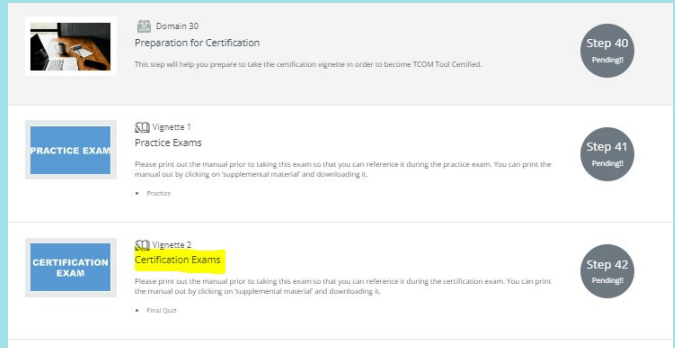 Domain 30
Preparation for Certification
This step will help you prepare to take the certification vignette in order to become TCOM Tool Certified.
Step 40
Pending!!
PRACTICE EXAM
Vignette 1
Practice Exams
Please print out the manual prior to taking this exam so that you can reference it during the practice exam. You can print the
manual out by clicking on 'supplemental material' and downloading it.
• Practice
Step 41
Pending!!
CERTIFICATION
EXAM
Vignette 2
Certification Exams
Please print out the manual prior to taking this exam so that you can reference it during the certification exam. You can print
the manual out by clicking on 'supplemental material' and downloading it.
• Final Quiz
Step 42
Pending!!